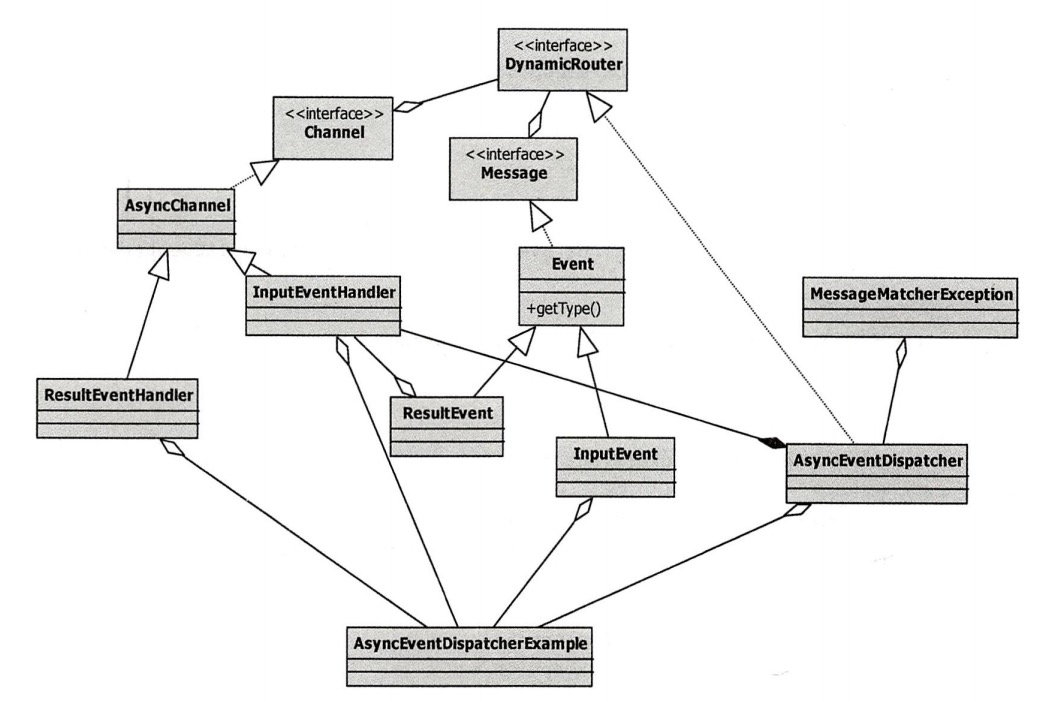 <<interface>>
DynamicRouter
<<interface>>
Channel
<<interface>>
Message
AsyncChannel
Event
+getType()
InputEventHandler
MessageMatcherException
ResultEventHandler
ResultEvent
InputEvent
AsyncEventDispatcher
AsyncEventDispatcherExample